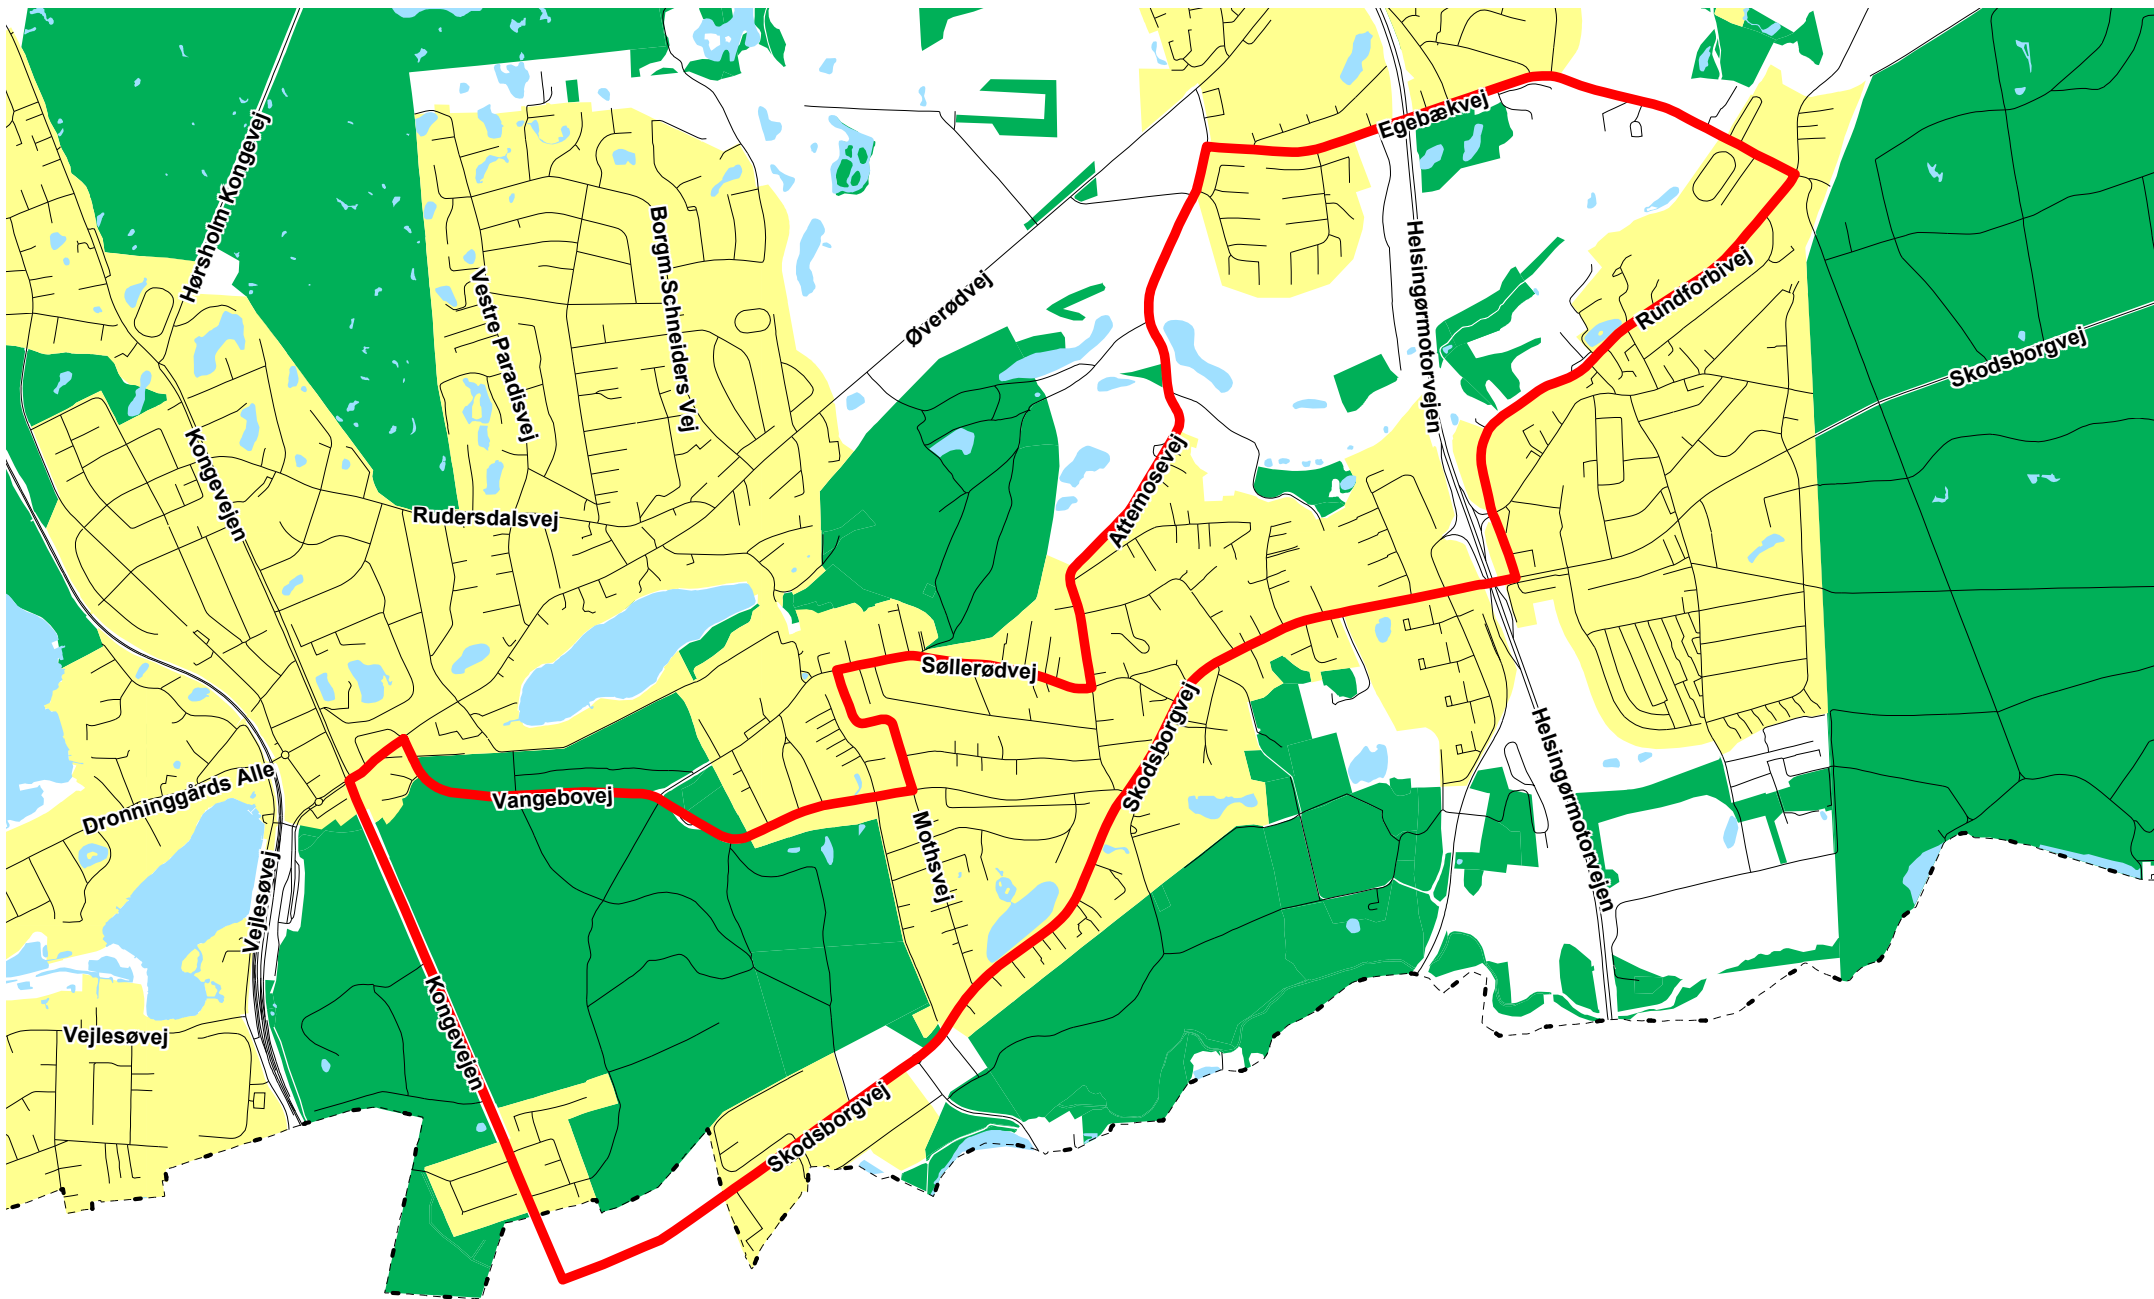 Egebækvej
Hørsholm Kongevej
Borgm.Schneiders Vej
Helsingørmotorvejen
Rundforbivej
Vestre Paradisvej
Øverødvej
Skodsborgvej
Kongevejen
Attemosevej
Rudersdalsvej
Søllerødvej
Skodsborgvej
Helsingørmotorvejen
Dronninggårds Alle
Vangebovej
Mothsvej
Vejlesøvej
Kongevejen
Vejlesøvej
Skodsborgvej